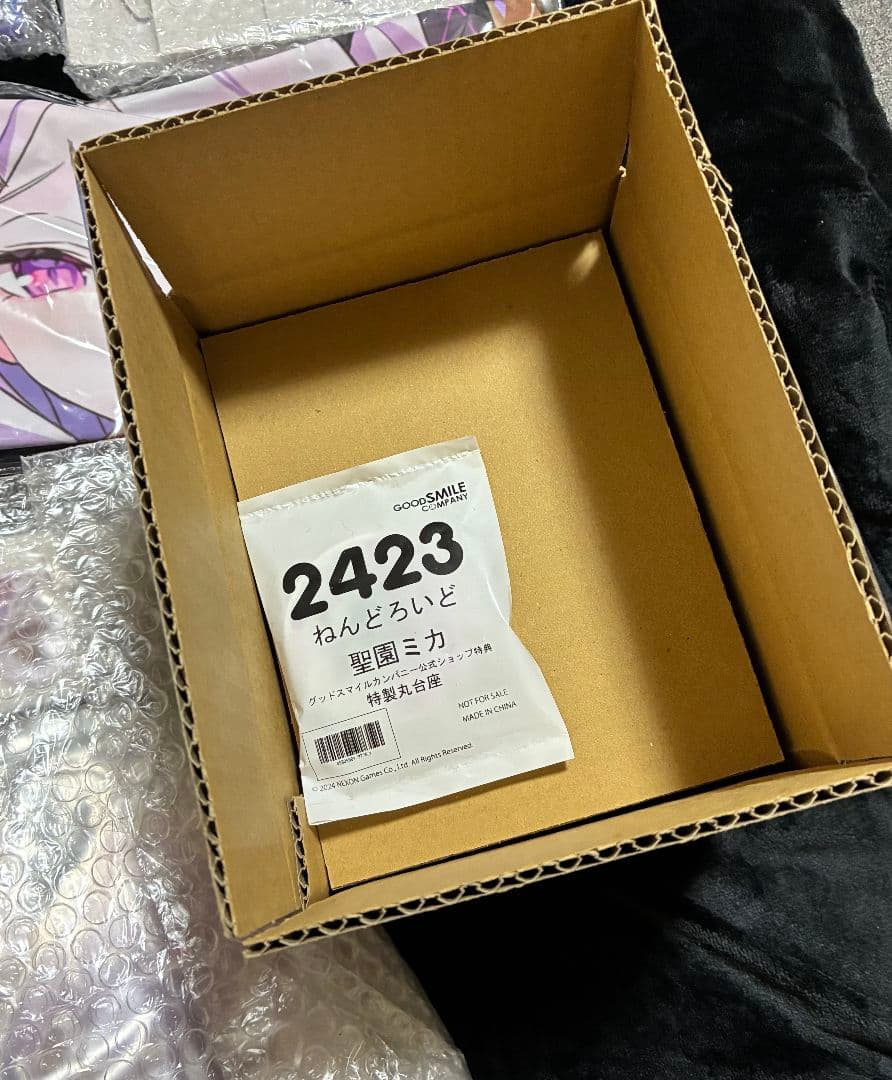 GOODSMILE
COMPANY
2423
ねんどろいど
聖園ミカ
グッドスマイルカンパニー公式ショップ特典
特製丸台座
NOT FOR SALE
MADE IN CHINA
© 2024 NEXON Games Co., Ltd. All Rights Reserved.